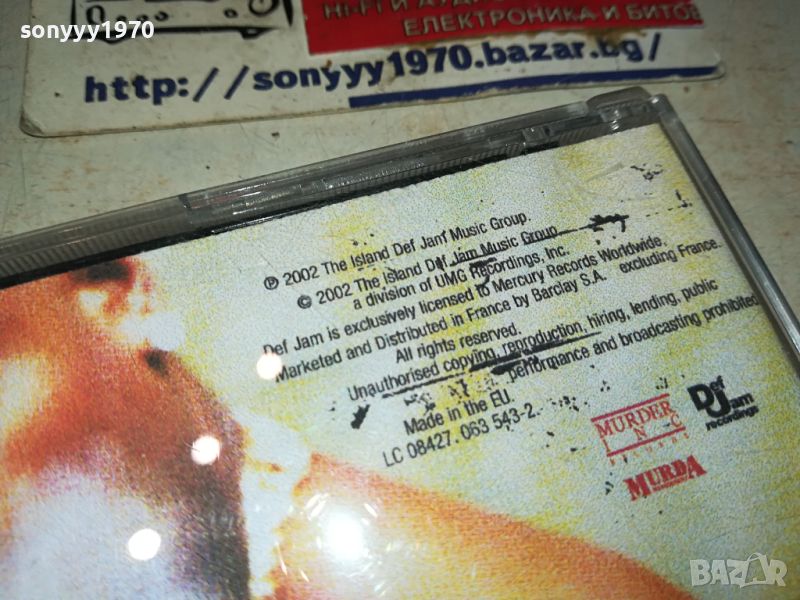 sonyyy1970
HI-FI И
ЕЛЕКТРОНИКА И БИТОВ
http://sonyyy1970.bazar.bg/
℗ 2002 The Island Def Jam Music Group.
© 2002 The Island Def Jam Music Group
a division of UMG Recordings, Inc.
Def Jam is exclusively licensed to Mercury Records Worldwide, excluding France.
Marketed and Distributed in France by Barclay S.A.
All rights reserved.
Unauthorised copying, reproduction, hiring, lending, public
performance and broadcasting prohibited
Made in the EU.
LC 08427. 063 543-2.
MURDER
INC
RECORDS
MURDA
Def
Jam
recordings
BAZAR